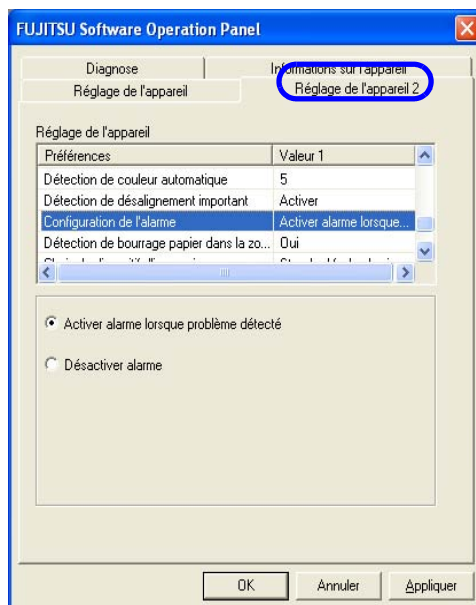 FUJITSU Software Operation Panel
Diagnose
Informations sur l'appareil
Réglage de l'appareil
Réglage de l'appareil 2
Réglage de l'appareil
Préférences Valeur 1
Détection de couleur automatique 5
Détection de désalignement important Activer
Configuration de l'alarme Activer alarme lorsque...
Détection de bourrage papier dans la zo... Oui
Activer alarme lorsque problème détecté
Désactiver alarme
OK Annuler Appliquer